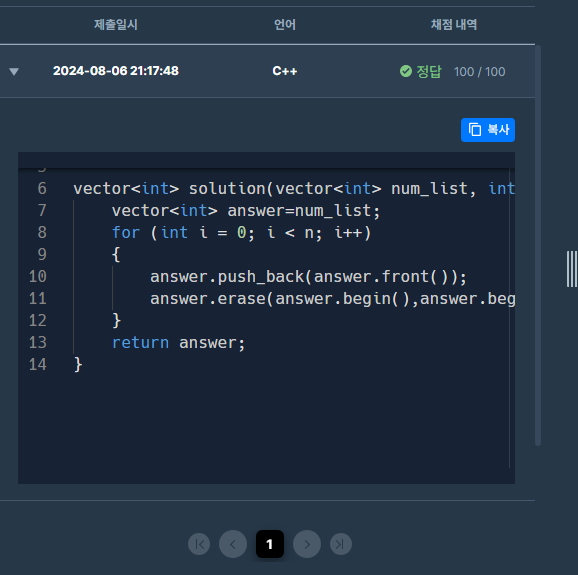 제출일시 언어 채점 내역
2024-08-06 21:17:48 C++ 정답 100 / 100
복사
6 vector<int> solution(vector<int> num_list, int
7 vector<int> answer=num_list;
8 for (int i = 0; i < n; i++)
9 {
10 answer.push_back(answer.front());
11 answer.erase(answer.begin(),answer.beg
12 }
13 return answer;
14 }
1